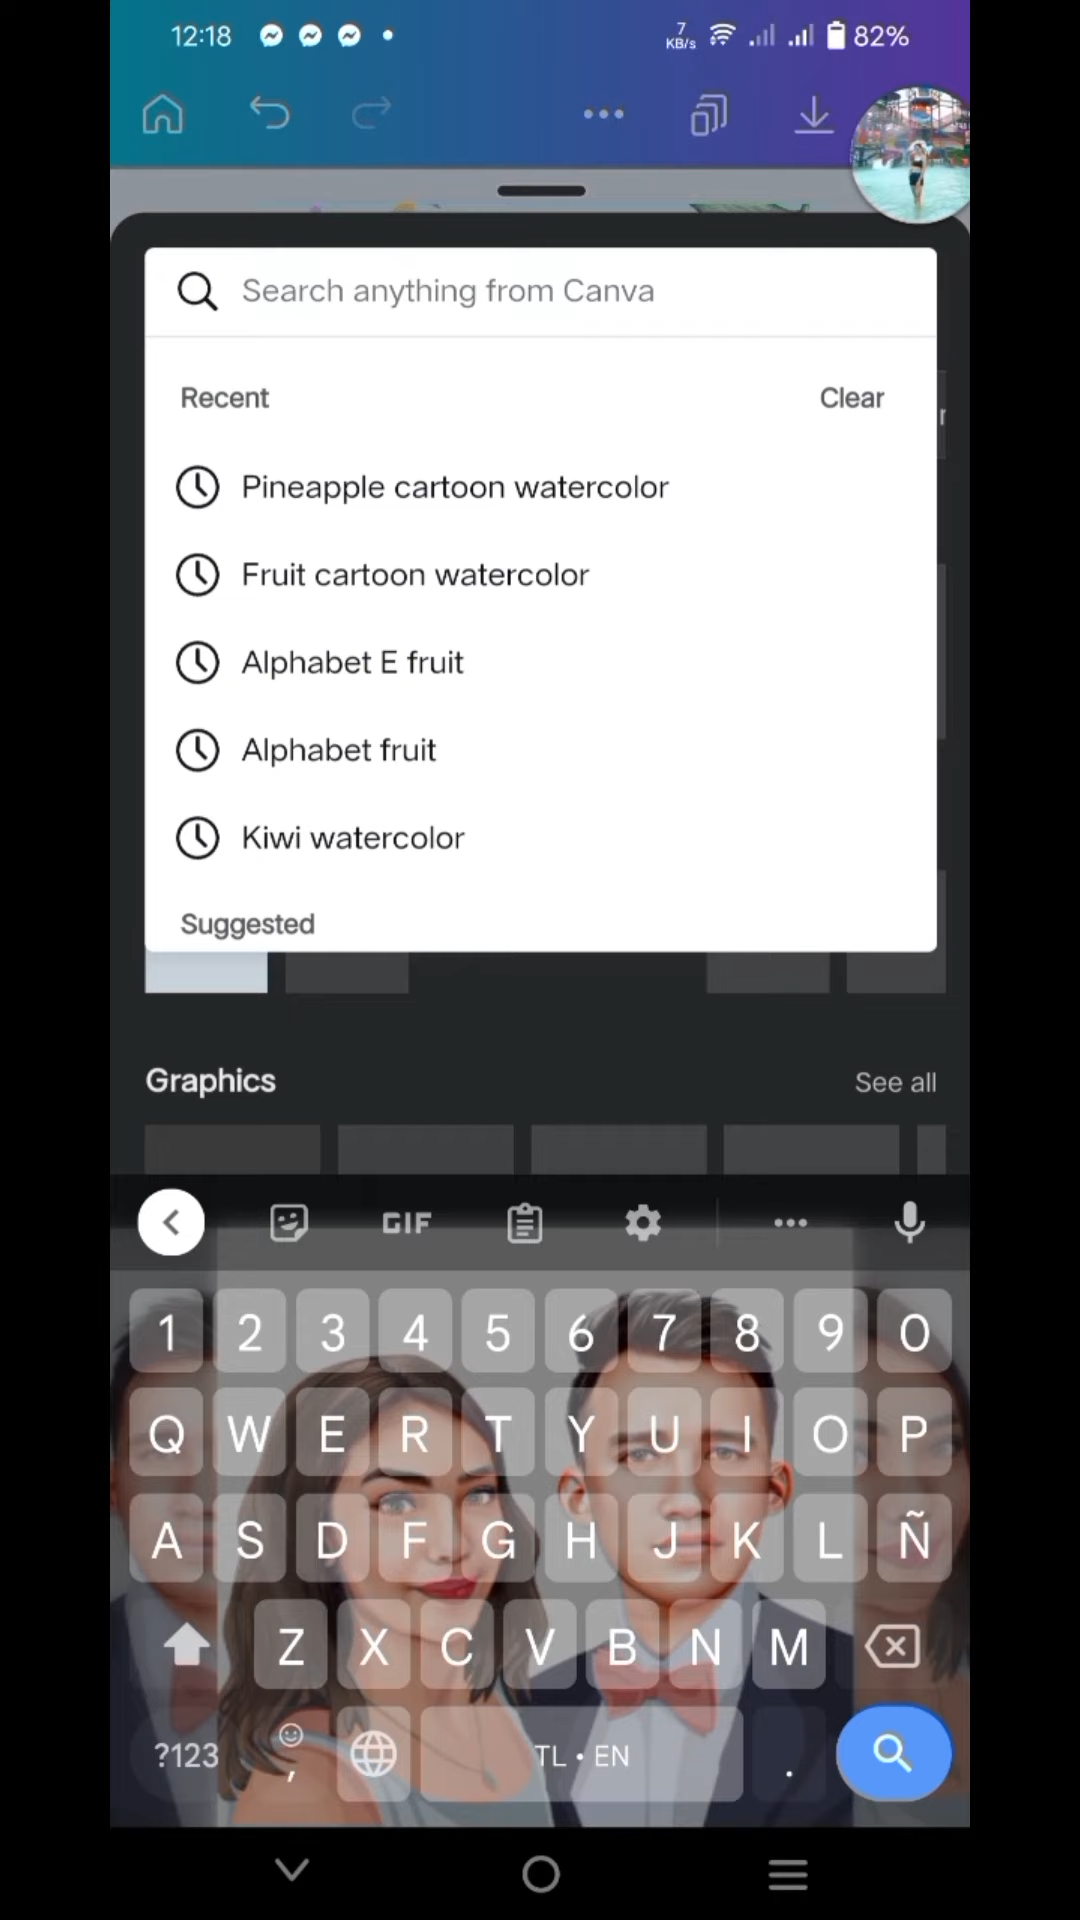 12:18
7
KB/s
82%
Search anything from Canva
Recent
Clear
Pineapple cartoon watercolor
Fruit cartoon watercolor
Alphabet E fruit
Alphabet fruit
Kiwi watercolor
Suggested
Graphics
See all
GIF
1 2 3 4 5 6 7 8 9 0
Q W E R T Y U I O P
A S D F G H J K L Ñ
Z X C V B N M
?123 , TL • EN .